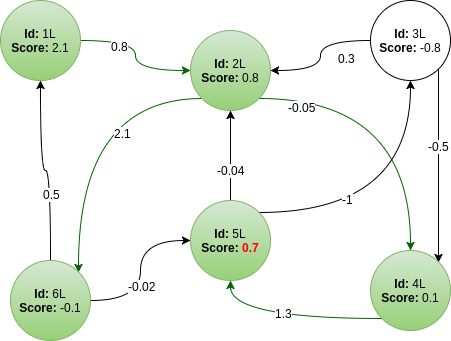 Id: 1L
Score: 2.1
Id: 3L
Score: -0.8
0.8
Id: 2L
Score: 0.8
0.3
-0.05
2.1
-0.5
-0.04
0.5
-1
Id: 5L
Score: 0.7
Id: 6L
Score: -0.1
-0.02
Id: 4L
Score: 0.1
1.3